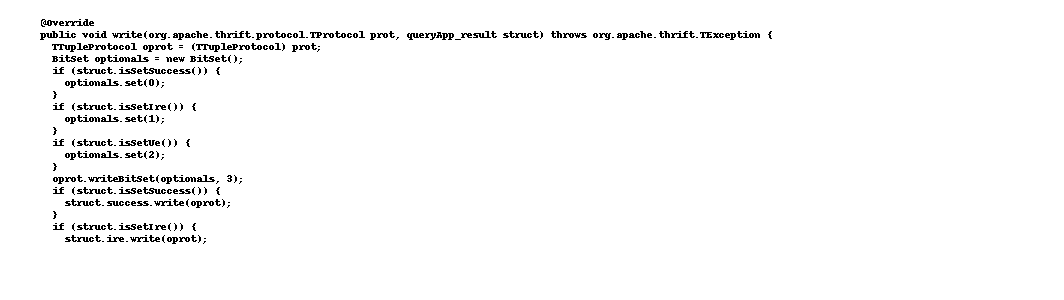 @Override
public void write(org.apache.thrift.protocol.TProtocol prot, queryApp_result struct) throws org.apache.thrift.TException {
TTupleProtocol oprot = (TTupleProtocol) prot;
BitSet optionals = new BitSet();
if (struct.isSetSuccess()) {
optionals.set(0);
}
if (struct.isSetIre()) {
optionals.set(1);
}
if (struct.isSetUe()) {
optionals.set(2);
}
oprot.writeBitSet(optionals, 3);
if (struct.isSetSuccess()) {
struct.success.write(oprot);
}
if (struct.isSetIre()) {
struct.ire.write(oprot);